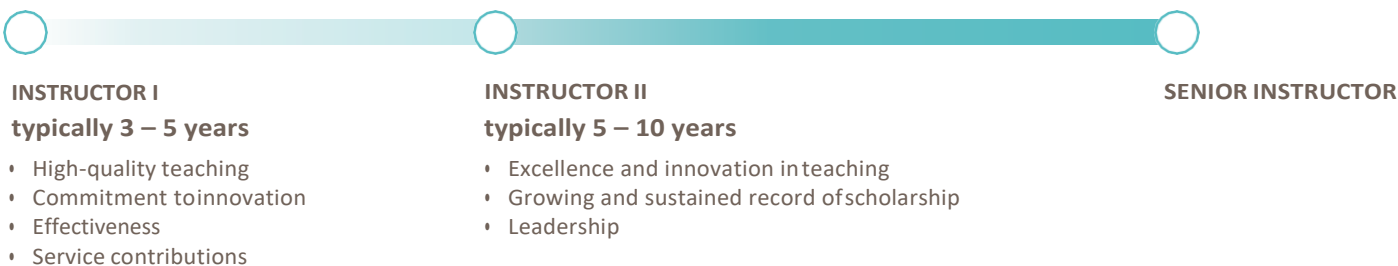 INSTRUCTOR I
typically 3 – 5 years
• High-quality teaching
• Commitment toinnovation
• Effectiveness
• Service contributions
INSTRUCTOR II
typically 5 – 10 years
• Excellence and innovation inteaching
• Growing and sustained record ofscholarship
• Leadership
SENIOR INSTRUCTOR